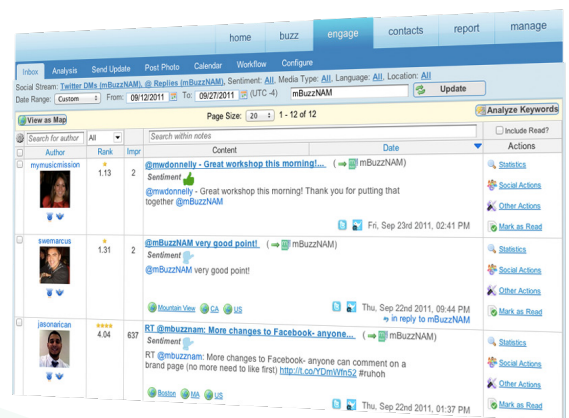 home buzz engage contacts report manage
Inbox Analysis Send Update Post Photo Calendar Workflow Configure
Social Stream: Twitter DMs (mBuzzNAM), @ Replies (mBuzzNAM), Sentiment: All, Media Type: All, Language: All, Location: All
Date Range: Custom From: 09/12/2011 To: 09/27/2011 (UTC -4) mBuzzNAM Update
View as Map Page Size: 20 1 - 12 of 12 Analyze Keywords
@ Search for author All Search within notes Include Read?
Author Rank Impr Content Date Actions
mymusicmission 1.13 2 @mwdonnelly - Great workshop this morning!... ( mBuzzNAM) Statistics
Sentiment
@mwdonnelly - Great workshop this morning! Thank you for putting that Social Actions
together @mBuzzNAM
Other Actions
Fri, Sep 23rd 2011, 02:41 PM Mark as Read
swemarcus 1.31 2 @mBuzzNAM very good point! ( mBuzzNAM) Statistics
Sentiment
@mBuzzNAM very good point! Social Actions
Other Actions
Mountain View CA US Thu, Sep 22nd 2011, 09:44 PM Mark as Read
in reply to mBuzzNAM
jasonarican 4.04 637 RT @mbuzznam: More changes to Facebook- anyone... ( mBuzzNAM) Statistics
Sentiment
RT @mbuzznam: More changes to Facebook- anyone can comment on a Social Actions
brand page (no more need to like first) http://t.co/YDmWfn52 #ruhoh
Other Actions
Boston MA US Thu, Sep 22nd 2011, 01:37 PM Mark as Read